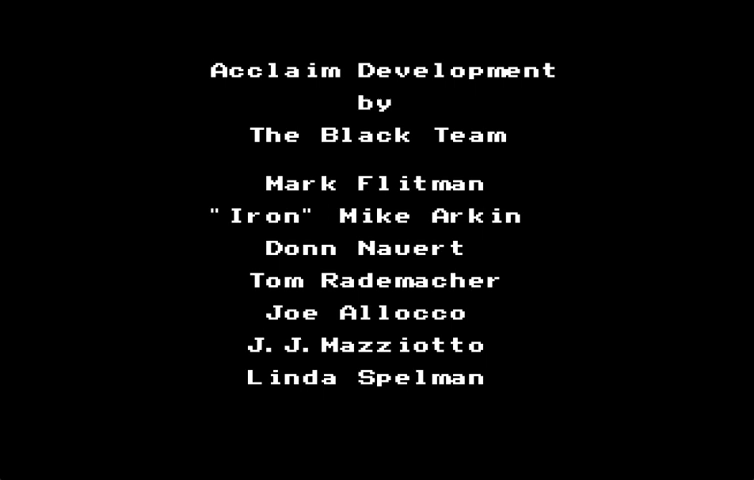 Acclaim Development
by
The Black Team
Mark Flitman
"Iron" Mike Arkin
Donn Nauert
Tom Rademacher
Joe Allocco
J.J.Mazziotto
Linda Spelman